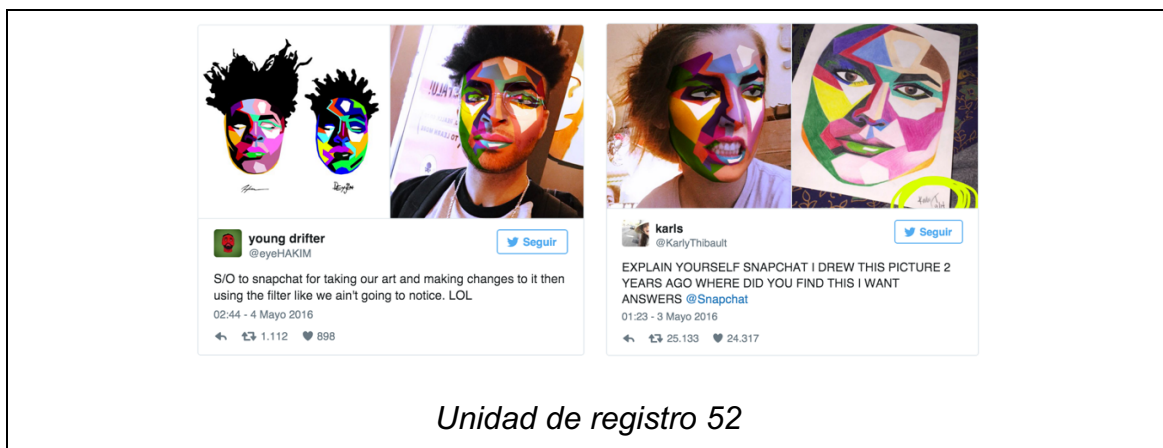 young drifter
@eyeHAKIM
Seguir
S/O to snapchat for taking our art and making changes to it then
using the filter like we ain't going to notice. LOL
02:44 - 4 Mayo 2016
1.112 898
karls
@KarlyThibault
Seguir
EXPLAIN YOURSELF SNAPCHAT I DREW THIS PICTURE 2
YEARS AGO WHERE DID YOU FIND THIS I WANT
ANSWERS @Snapchat
01:23 - 3 Mayo 2016
25.133 24.317
Unidad de registro 52